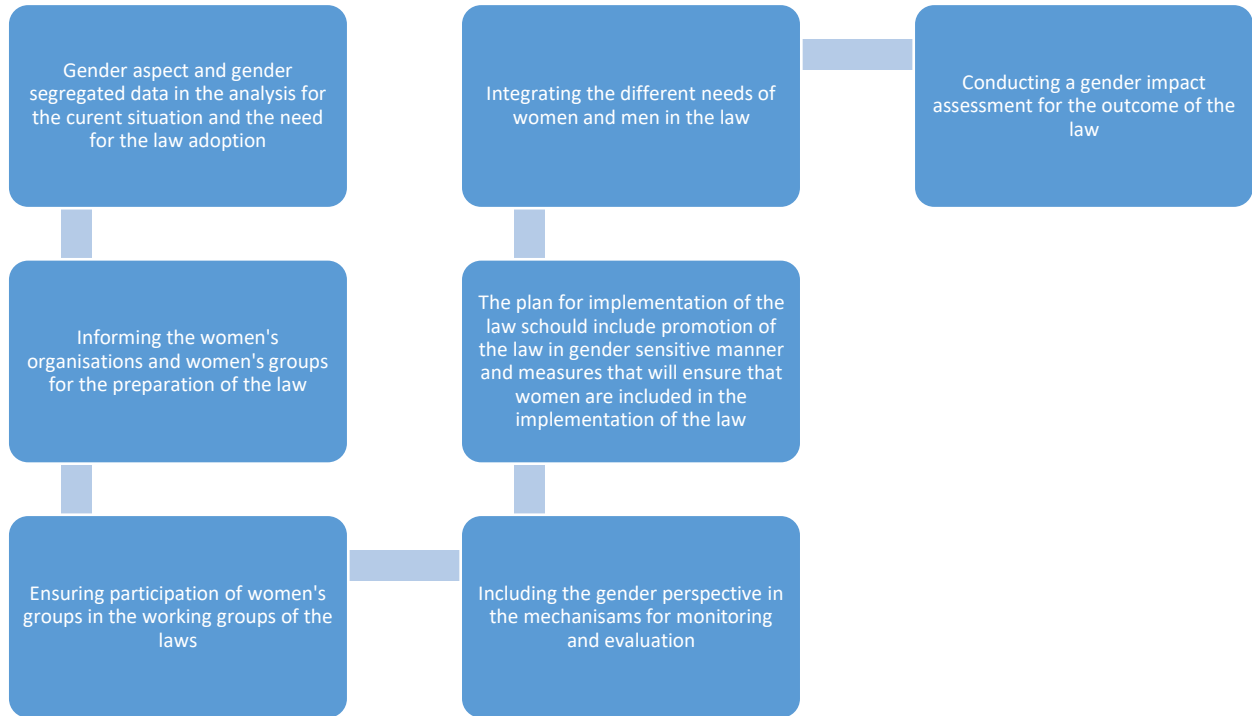 Gender aspect and gender
segregated data in the analysis for
the curent situation and the need
for the law adoption
Informing the women's
organisations and women's groups
for the preparation of the law
Ensuring participation of women's
groups in the working groups of the
laws
Including the gender perspective in
the mechanisams for monitoring
and evaluation
The plan for implementation of the
law schould include promotion of
the law in gender sensitive manner
and measures that will ensure that
women are included in the
implementation of the law
Integrating the different needs of
women and men in the law
Conducting a gender impact
assessment for the outcome of the
law